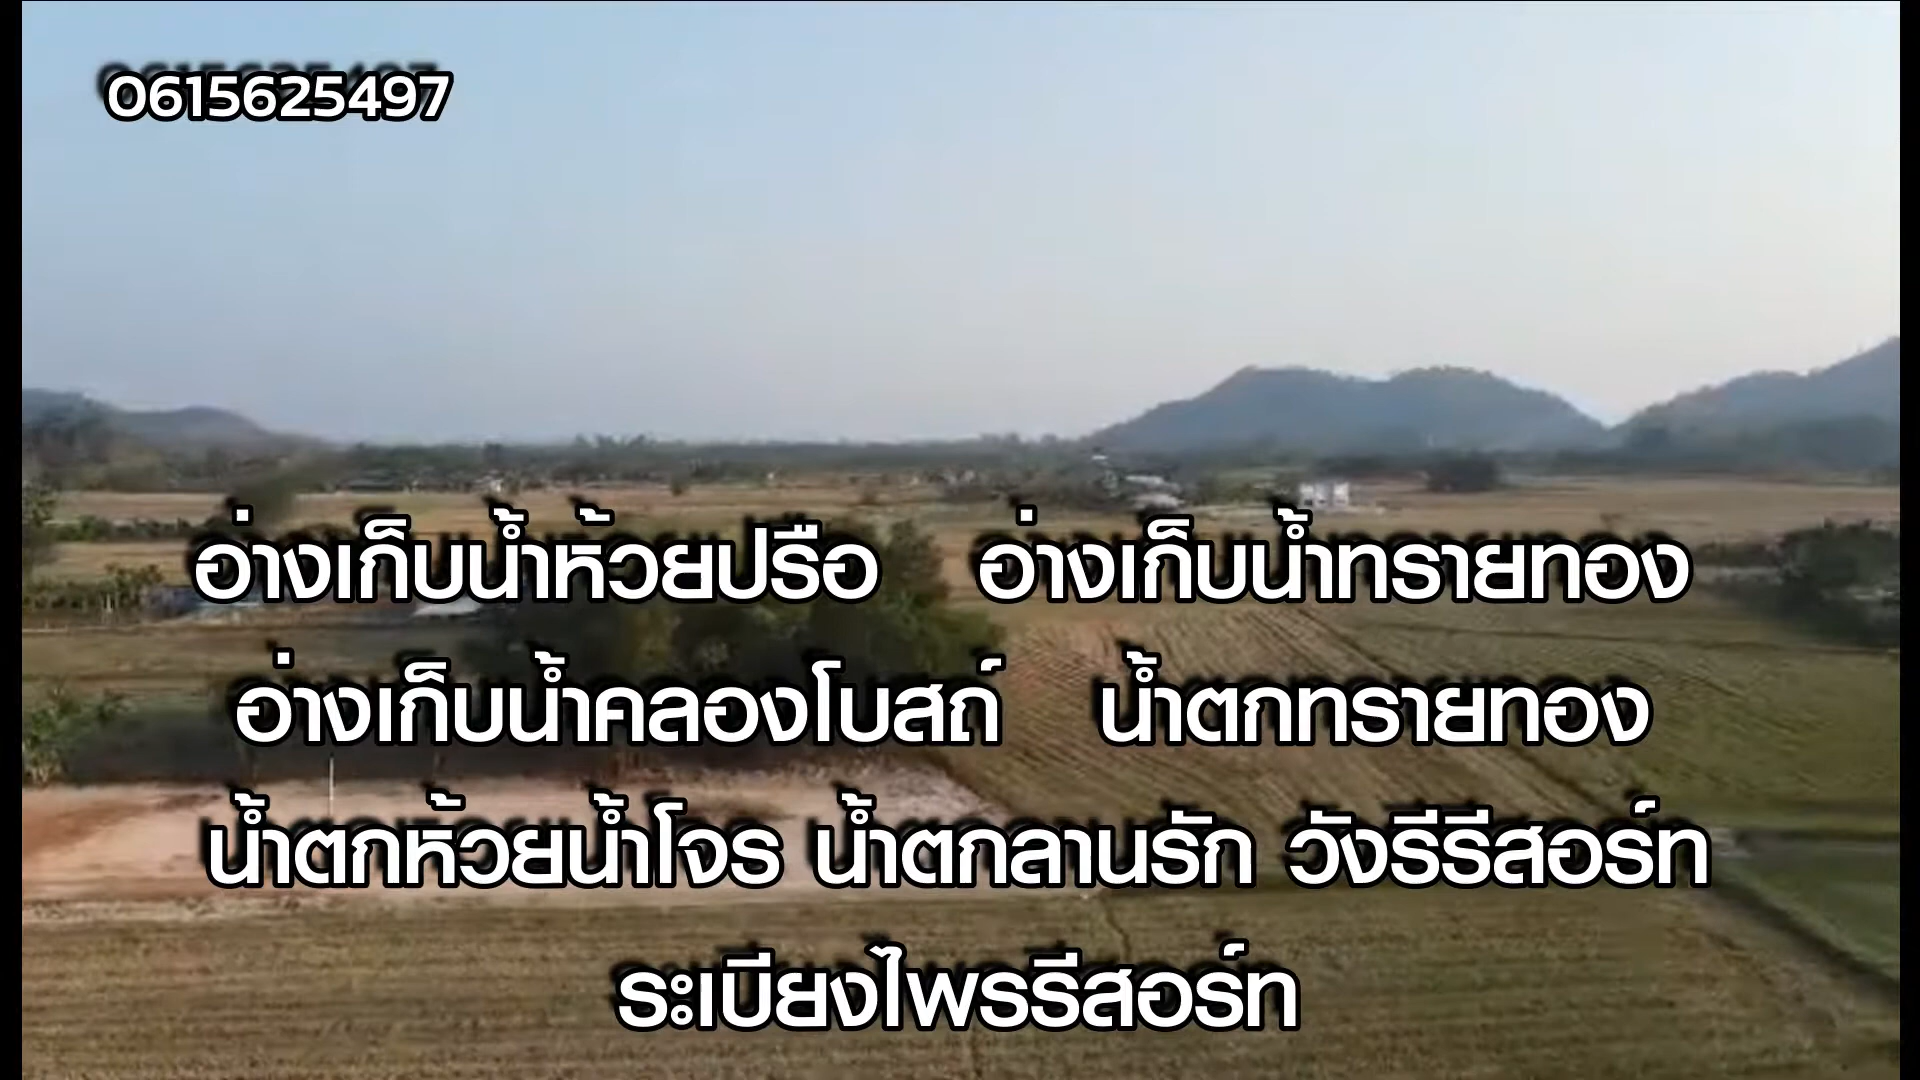 0615625497
อ่างเก็บน้ำห้วยปรือ อ่างเก็บน้ำทรายทอง
อ่างเก็บน้ำคลองโบสถ์ น้ำตกทรายทอง
น้ำตกห้วยน้ำโจร น้ำตกลานรัก วังรีรีสอร์ท
ระเบียงไพรรีสอร์ท